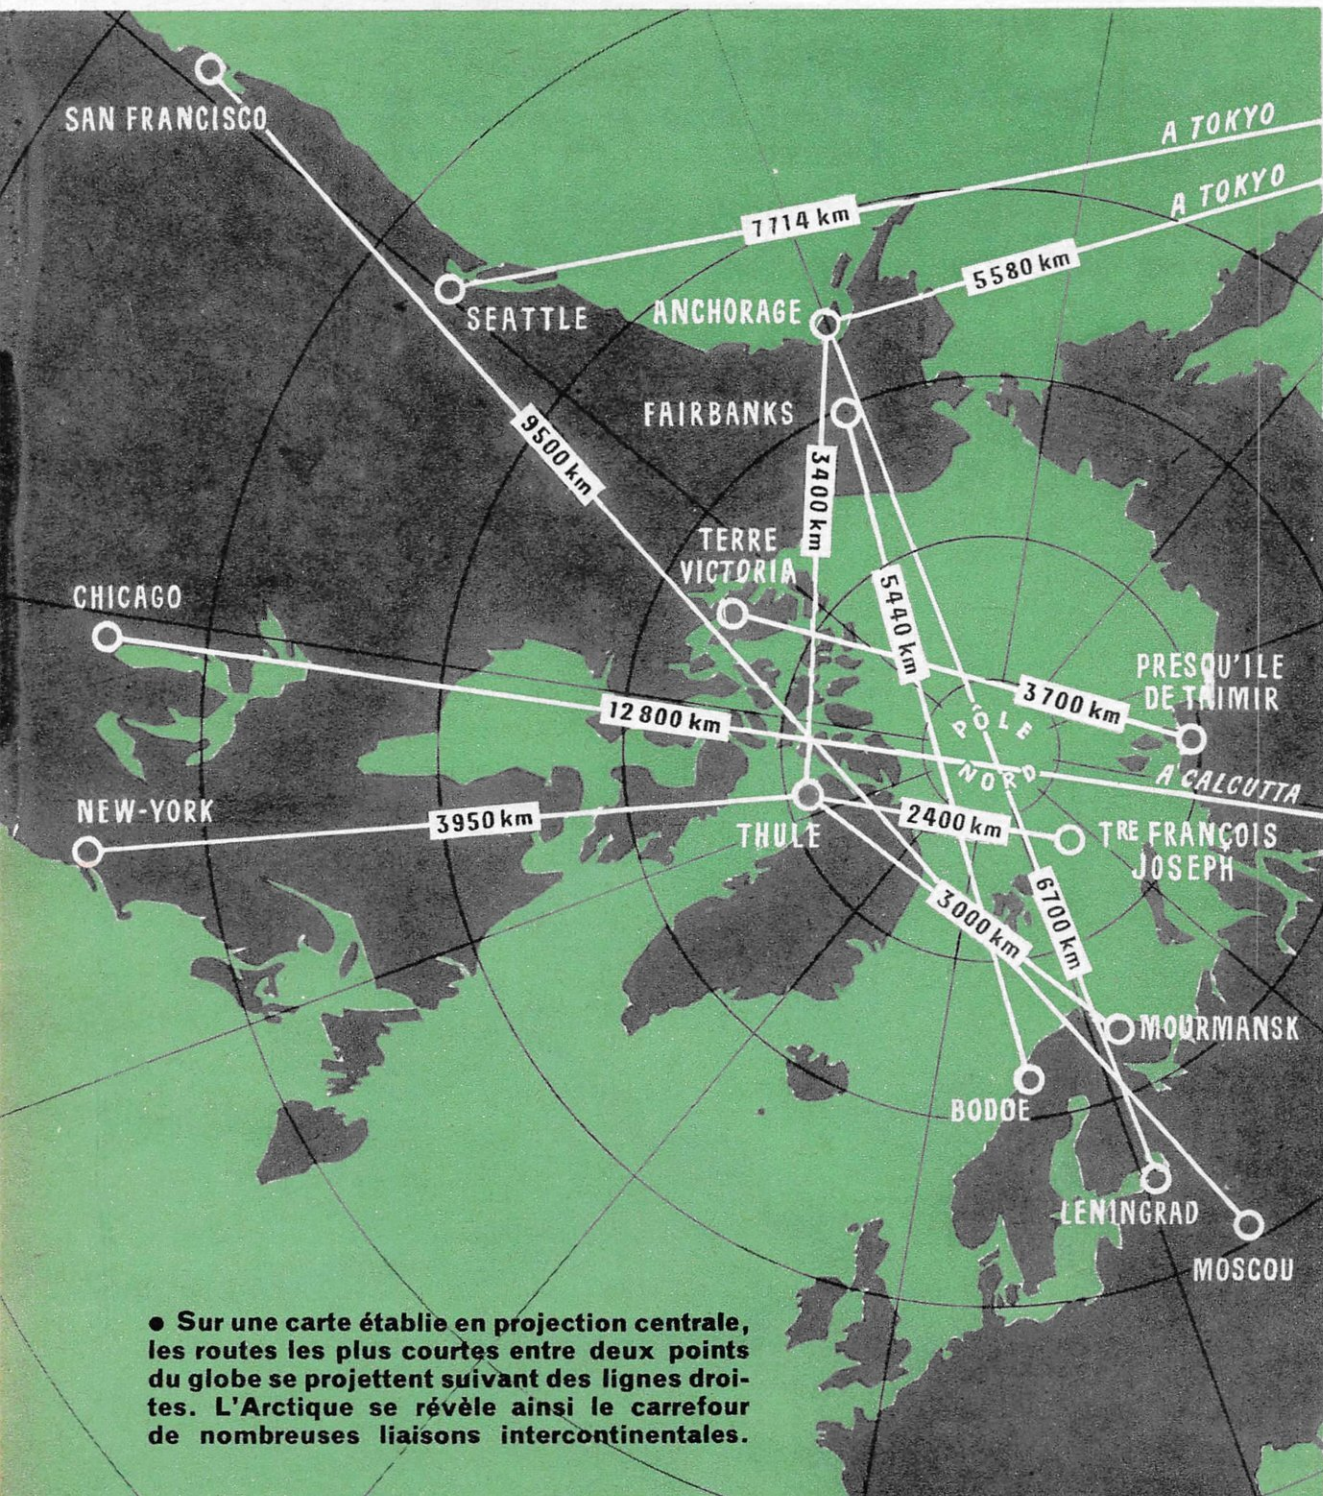 SAN FRANCISCO
A TOKYO
A TOKYO
7714 km
5580 km
SEATTLE
ANCHORAGE
FAIRBANKS
9500 km
3400 km
TERRE
VICTORIA
5440 km
CHICAGO
PRESQU'ILE
DE TAIMIR
3700 km
12 800 km
PÔLE
NORD
A CALCUTTA
NEW-YORK
3950 km
THULE
2400 km
TRE FRANÇOIS
JOSEPH
6700 km
3000 km
MOURMANSK
BODOE
LENINGRAD
MOSCOU
● Sur une carte établie en projection centrale,
les routes les plus courtes entre deux points
du globe se projettent suivant des lignes droi-
tes. L'Arctique se révèle ainsi le carrefour
de nombreuses liaisons intercontinentales.